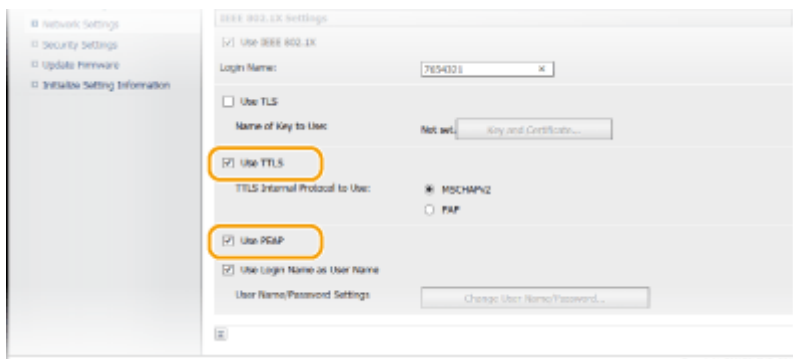 Network Settings
Security Settings
Update Firmware
Initialize Setting Information
IEEE 802.1X Settings
Use IEEE 802.1X
Login Name:
7654321
Use TLS
Name of Key to Use:
Not set.
Key and Certificate...
Use TTLS
TTLS Internal Protocol to Use:
MSCHAPv2
PAP
Use PEAP
Use Login Name as User Name
User Name/Password Settings
Change User Name/Password...